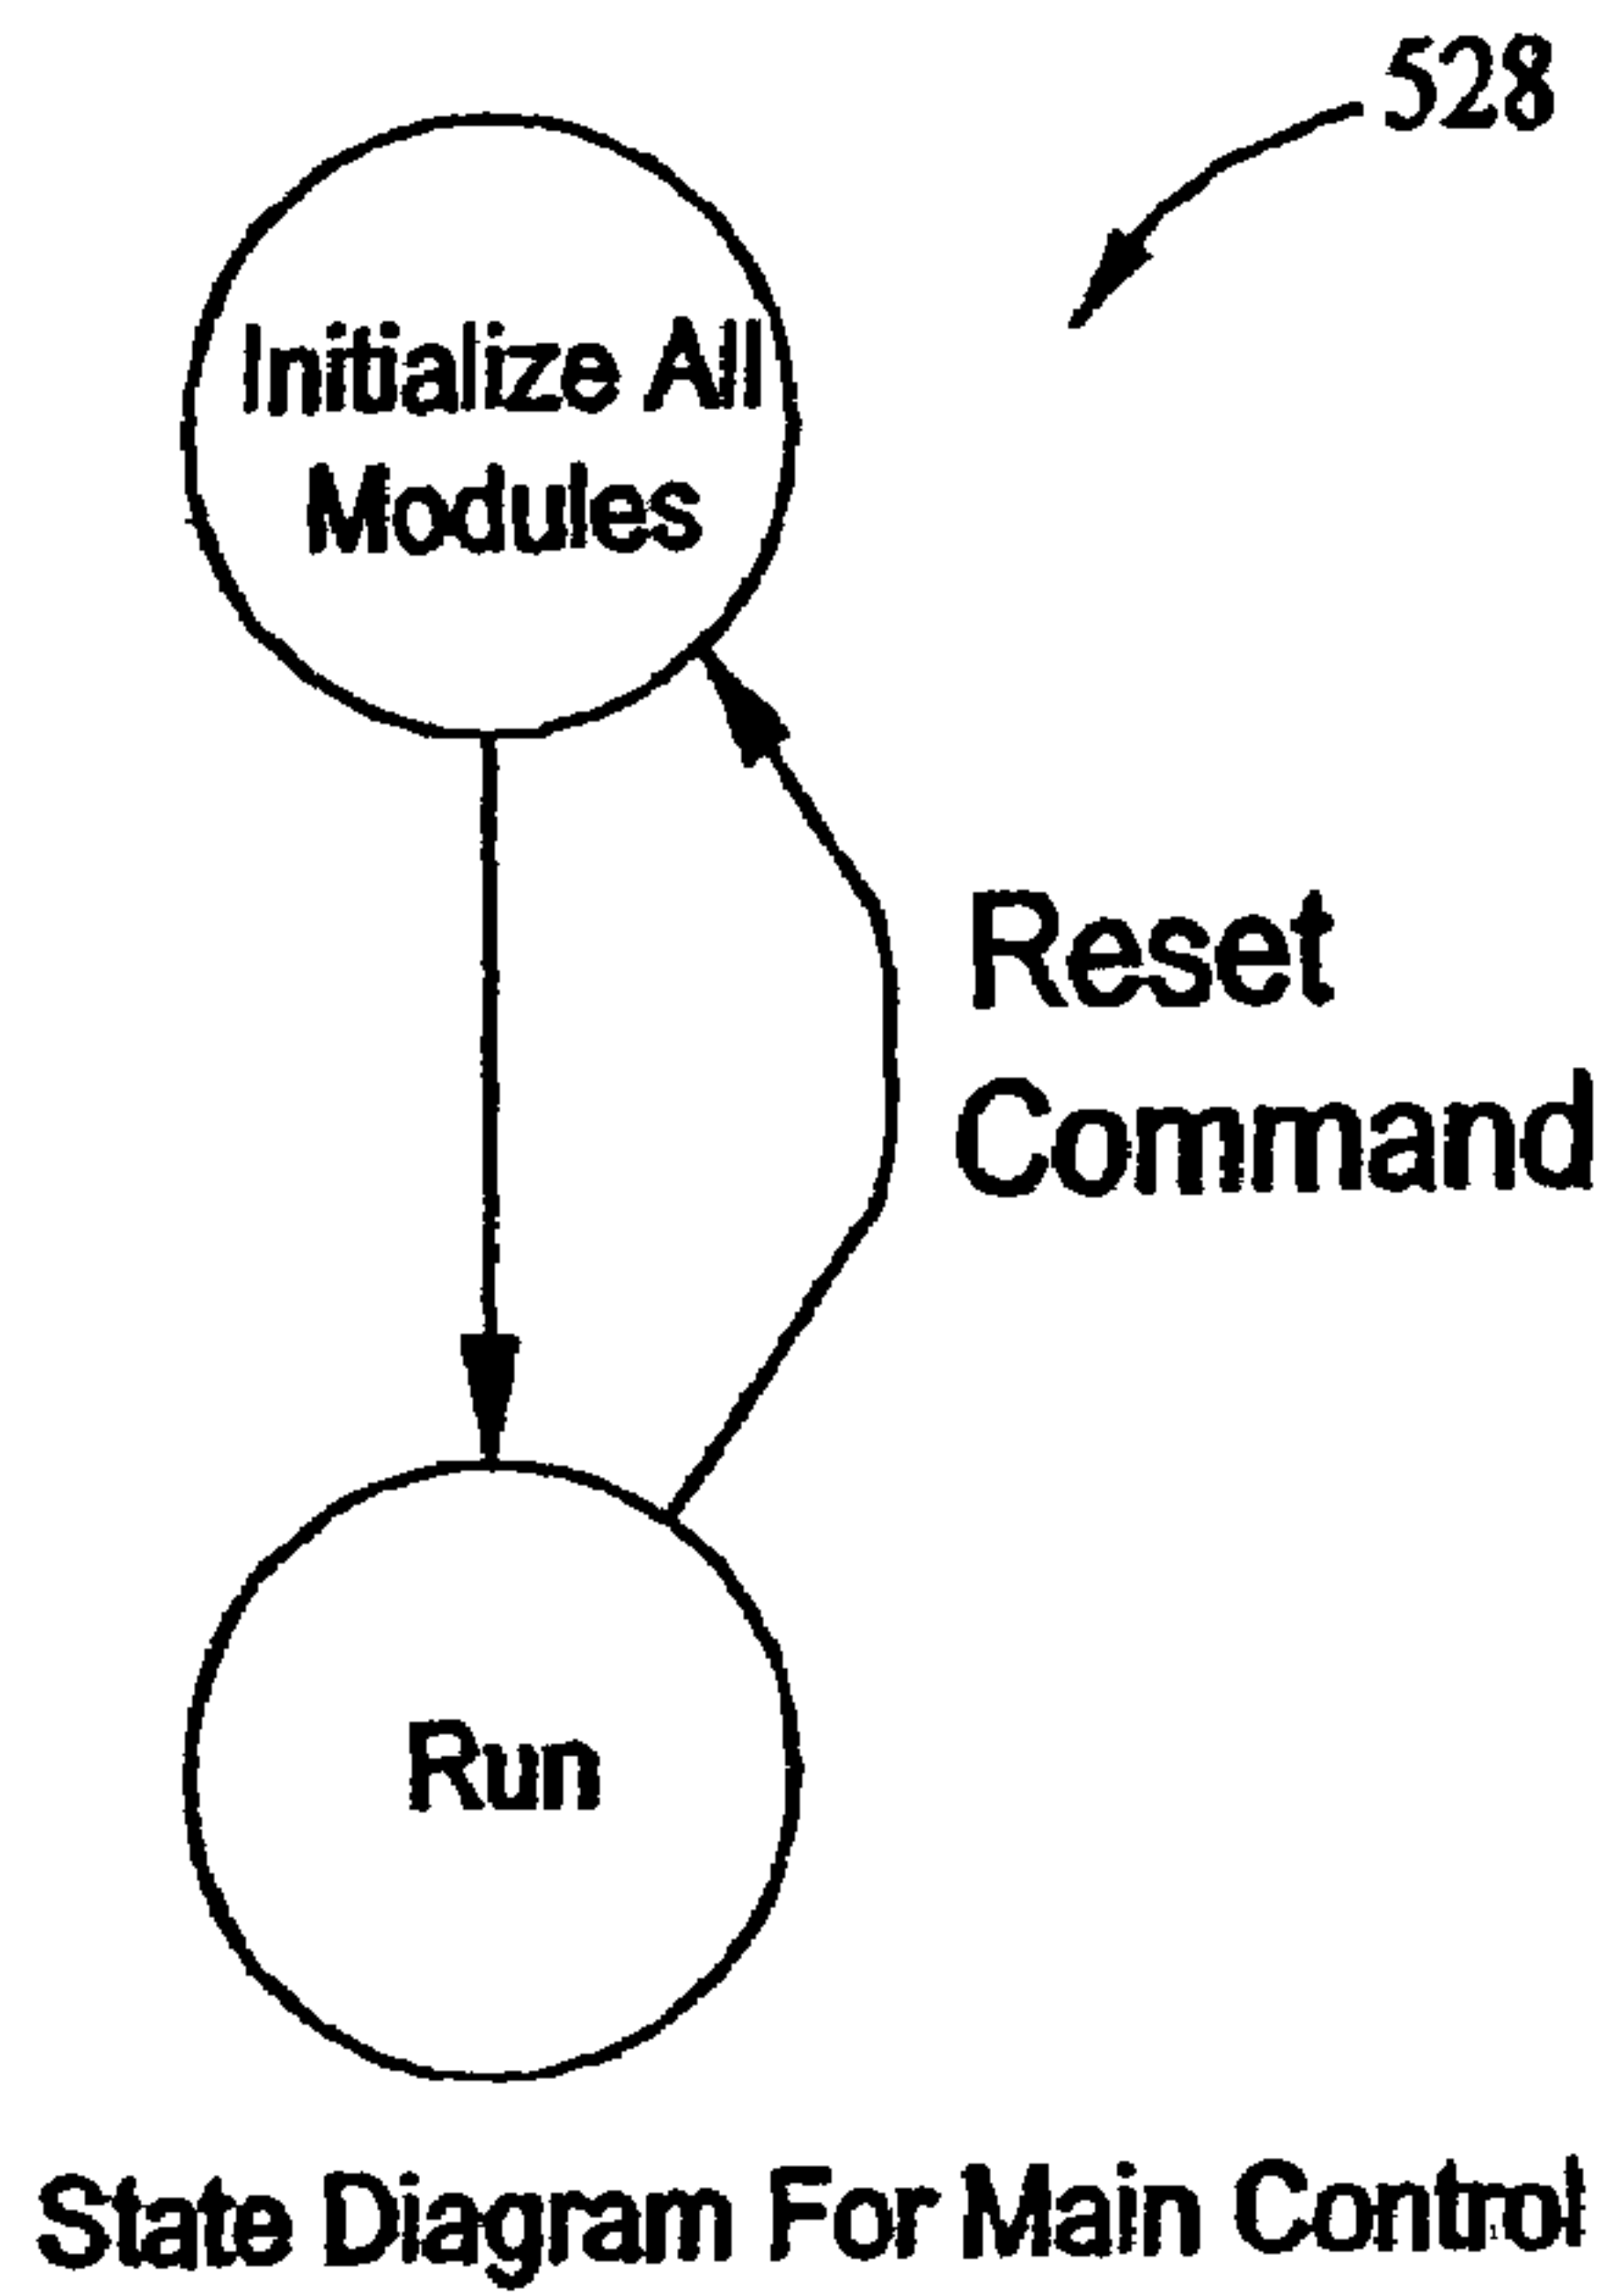 528
Initialize All
Modules
Reset
Command
Run
State Diagram For Main Control